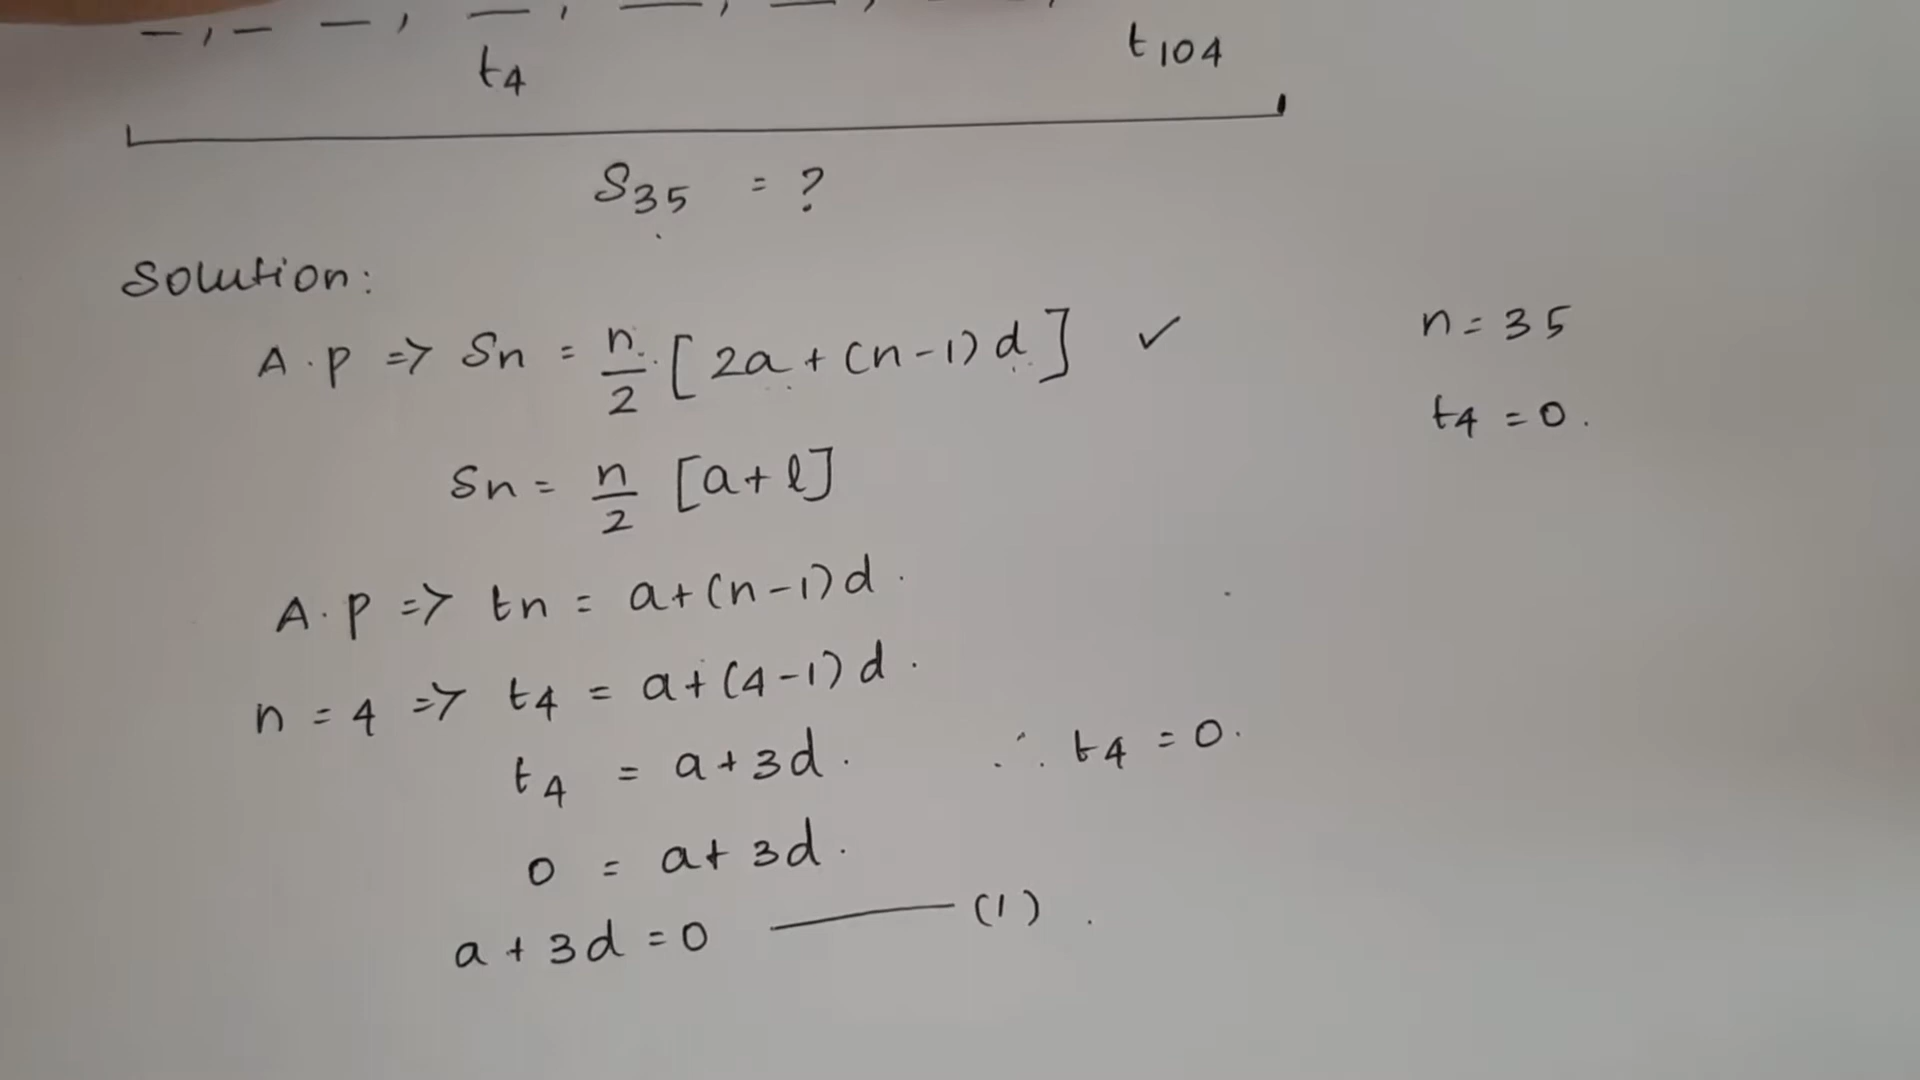 _ , _ _ , _ , _ , _ ,
t4 t104
S35 = ?
Solution:
A.p => Sn = n/2 [2a + (n-1)d] ✓ n = 35
t4 = 0.
Sn = n/2 [a + l]
A.p => tn = a + (n-1)d.
n = 4 => t4 = a + (4-1)d.
t4 = a + 3d. ∴ t4 = 0.
0 = a + 3d.
a + 3d = 0 ——— (1)